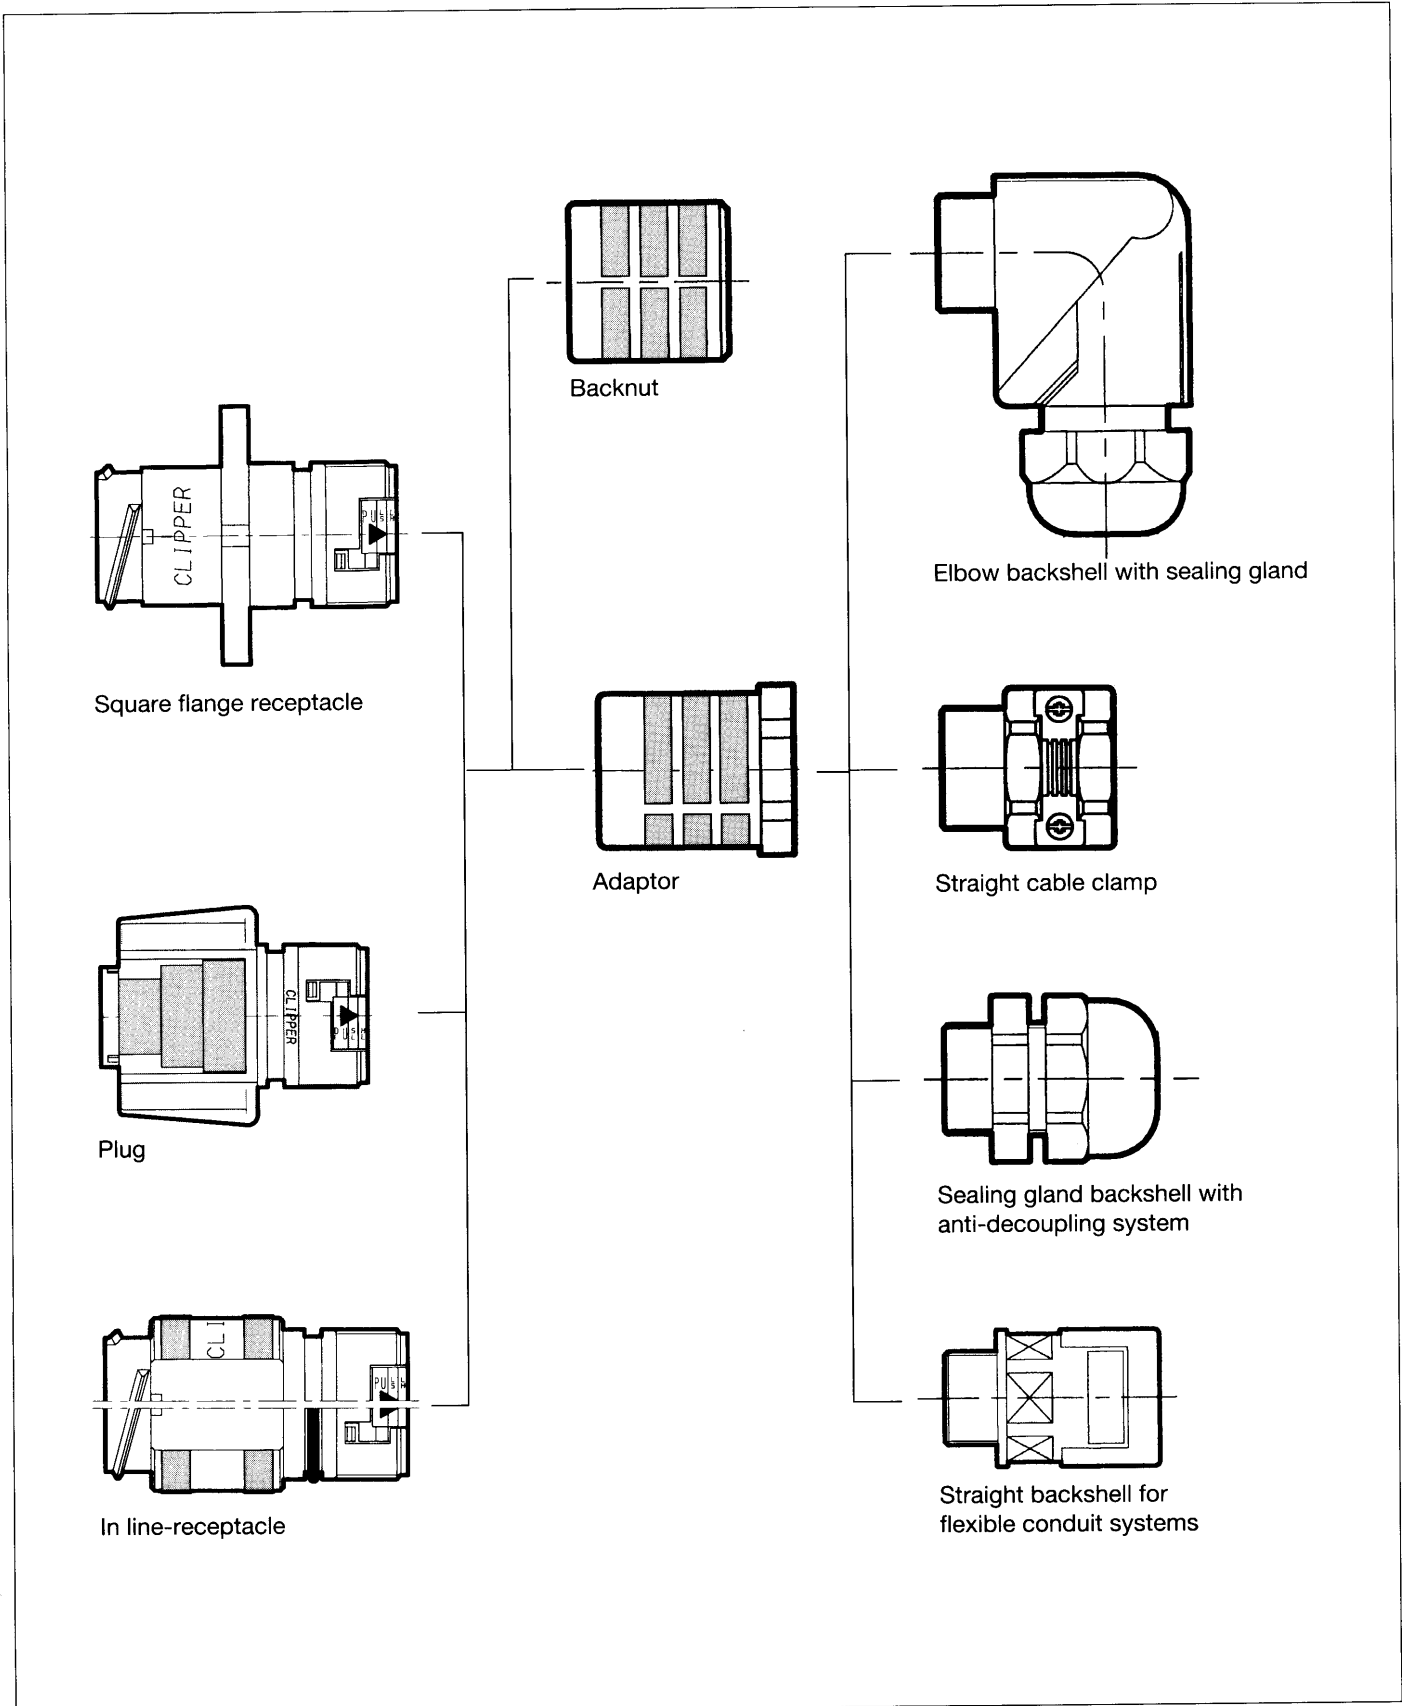 Backnut
CLIPPER
Elbow backshell with sealing gland
Square flange receptacle
Adaptor
Straight cable clamp
CLIPPER
Plug
Sealing gland backshell with
anti-decoupling system
CLI
In line-receptacle
Straight backshell for
flexible conduit systems